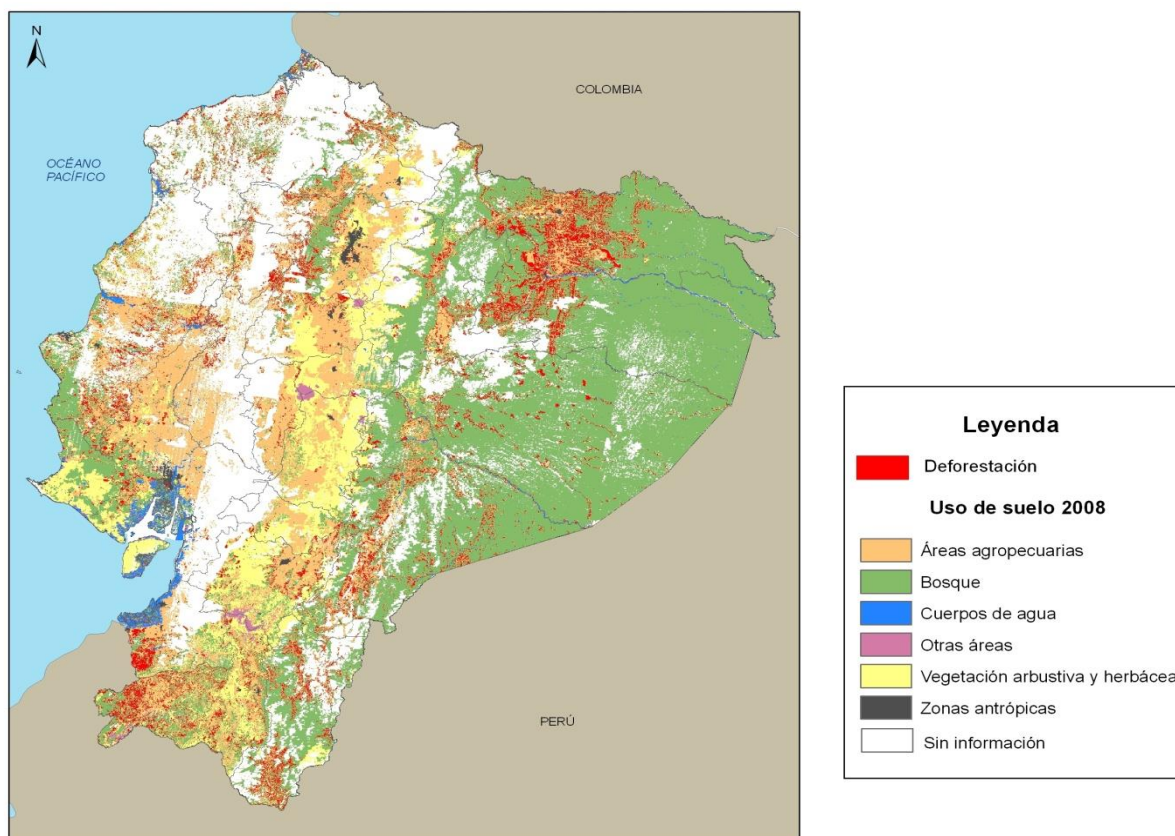 N
COLOMBIA
OCÉANO
PACÍFICO
PERÚ
Leyenda
Deforestación
Uso de suelo 2008
Áreas agropecuarias
Bosque
Cuerpos de agua
Otras áreas
Vegetación arbustiva y herbácea
Zonas antrópicas
Sin información